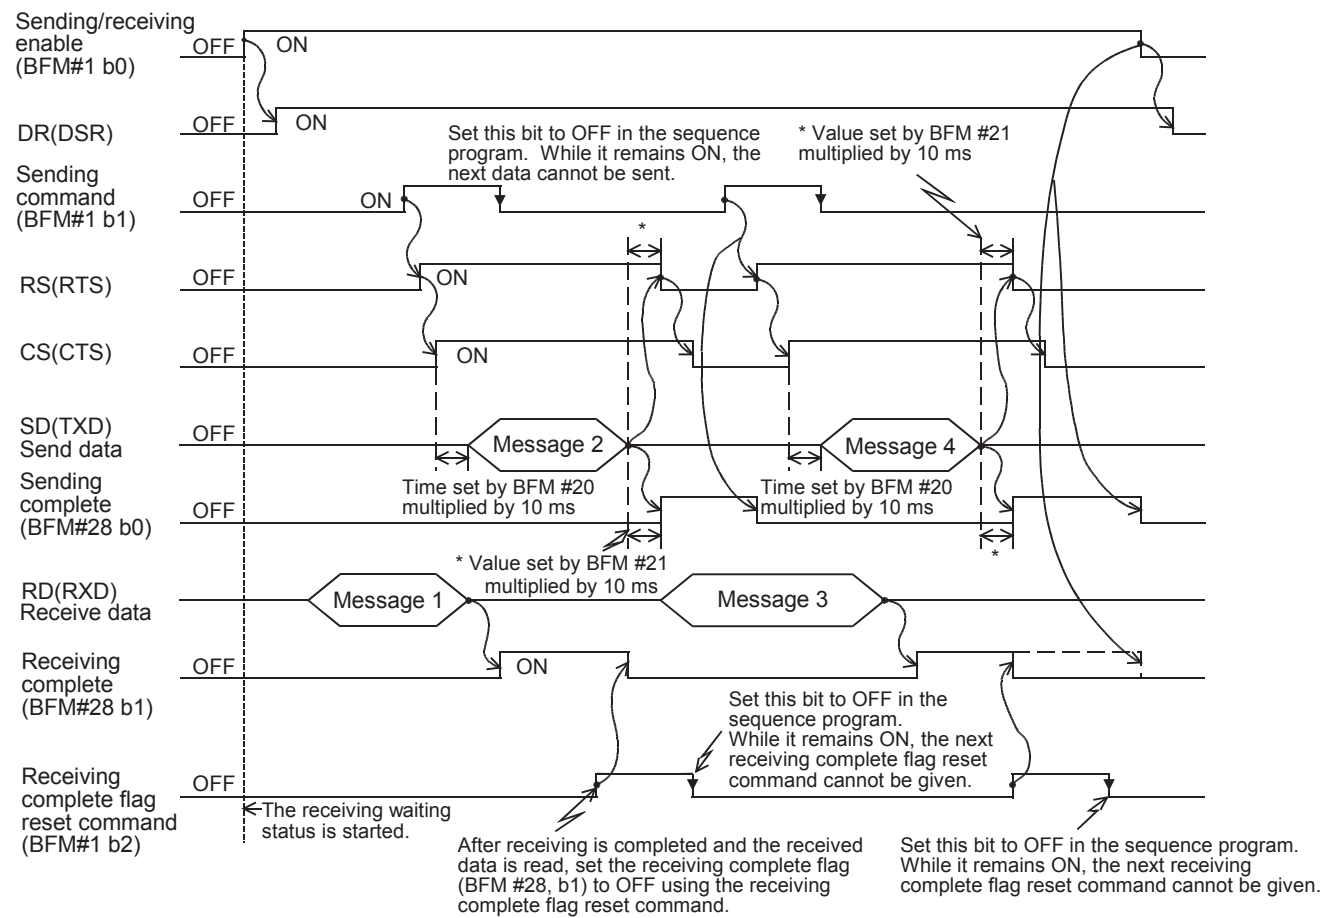 Sending/receiving
enable
(BFM#1 b0)
OFF
ON
DR(DSR)
OFF
ON
Set this bit to OFF in the sequence
program. While it remains ON, the
next data cannot be sent.
* Value set by BFM #21
multiplied by 10 ms
Sending
command
(BFM#1 b1)
OFF
ON
*
RS(RTS)
OFF
ON
CS(CTS)
OFF
ON
SD(TXD)
Send data
OFF
Message 2
Message 4
Time set by BFM #20
multiplied by 10 ms
Time set by BFM #20
multiplied by 10 ms
Sending
complete
(BFM#28 b0)
OFF
*
* Value set by BFM #21
multiplied by 10 ms
RD(RXD)
Receive data
Message 1
Message 3
Receiving
complete
(BFM#28 b1)
OFF
ON
Set this bit to OFF in the
sequence program.
While it remains ON, the next
receiving complete flag reset
command cannot be given.
Receiving
complete flag
reset command
(BFM#1 b2)
OFF
The receiving waiting
status is started.
After receiving is completed and the received
data is read, set the receiving complete flag
(BFM #28, b1) to OFF using the receiving
complete flag reset command.
Set this bit to OFF in the sequence program.
While it remains ON, the next receiving
complete flag reset command cannot be given.